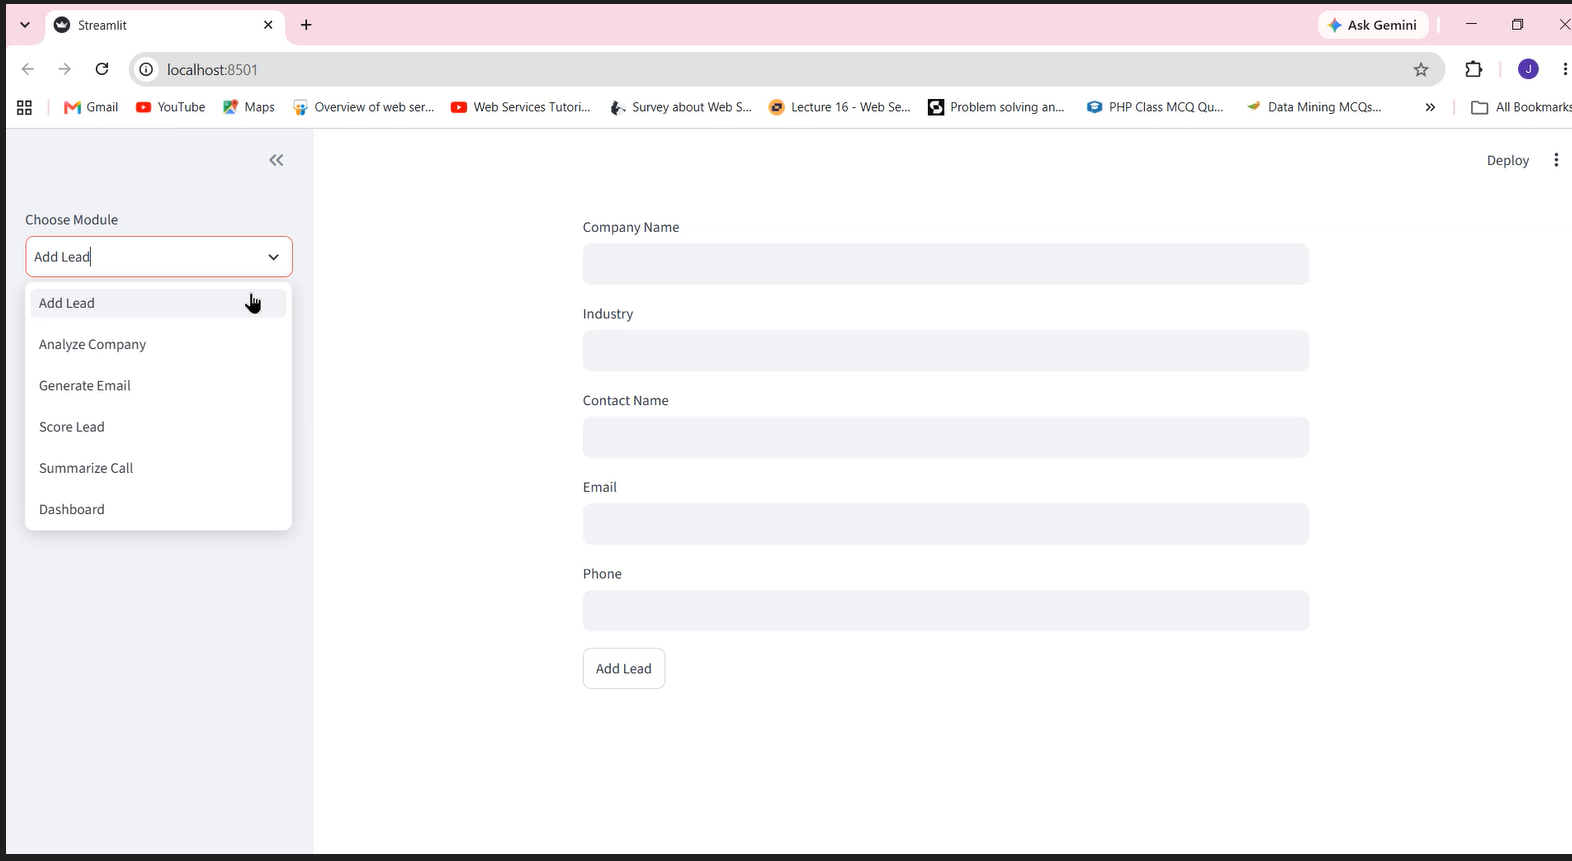 Streamlit
Ask Gemini
localhost:8501
J
Gmail
YouTube
Maps
Overview of web ser...
Web Services Tutori...
Survey about Web S...
Lecture 16 - Web Se...
Problem solving an...
PHP Class MCQ Qu...
Data Mining MCQs...
All Bookmarks
Deploy
Choose Module
Add Lead
Add Lead
Analyze Company
Generate Email
Score Lead
Summarize Call
Dashboard
Company Name
Industry
Contact Name
Email
Phone
Add Lead